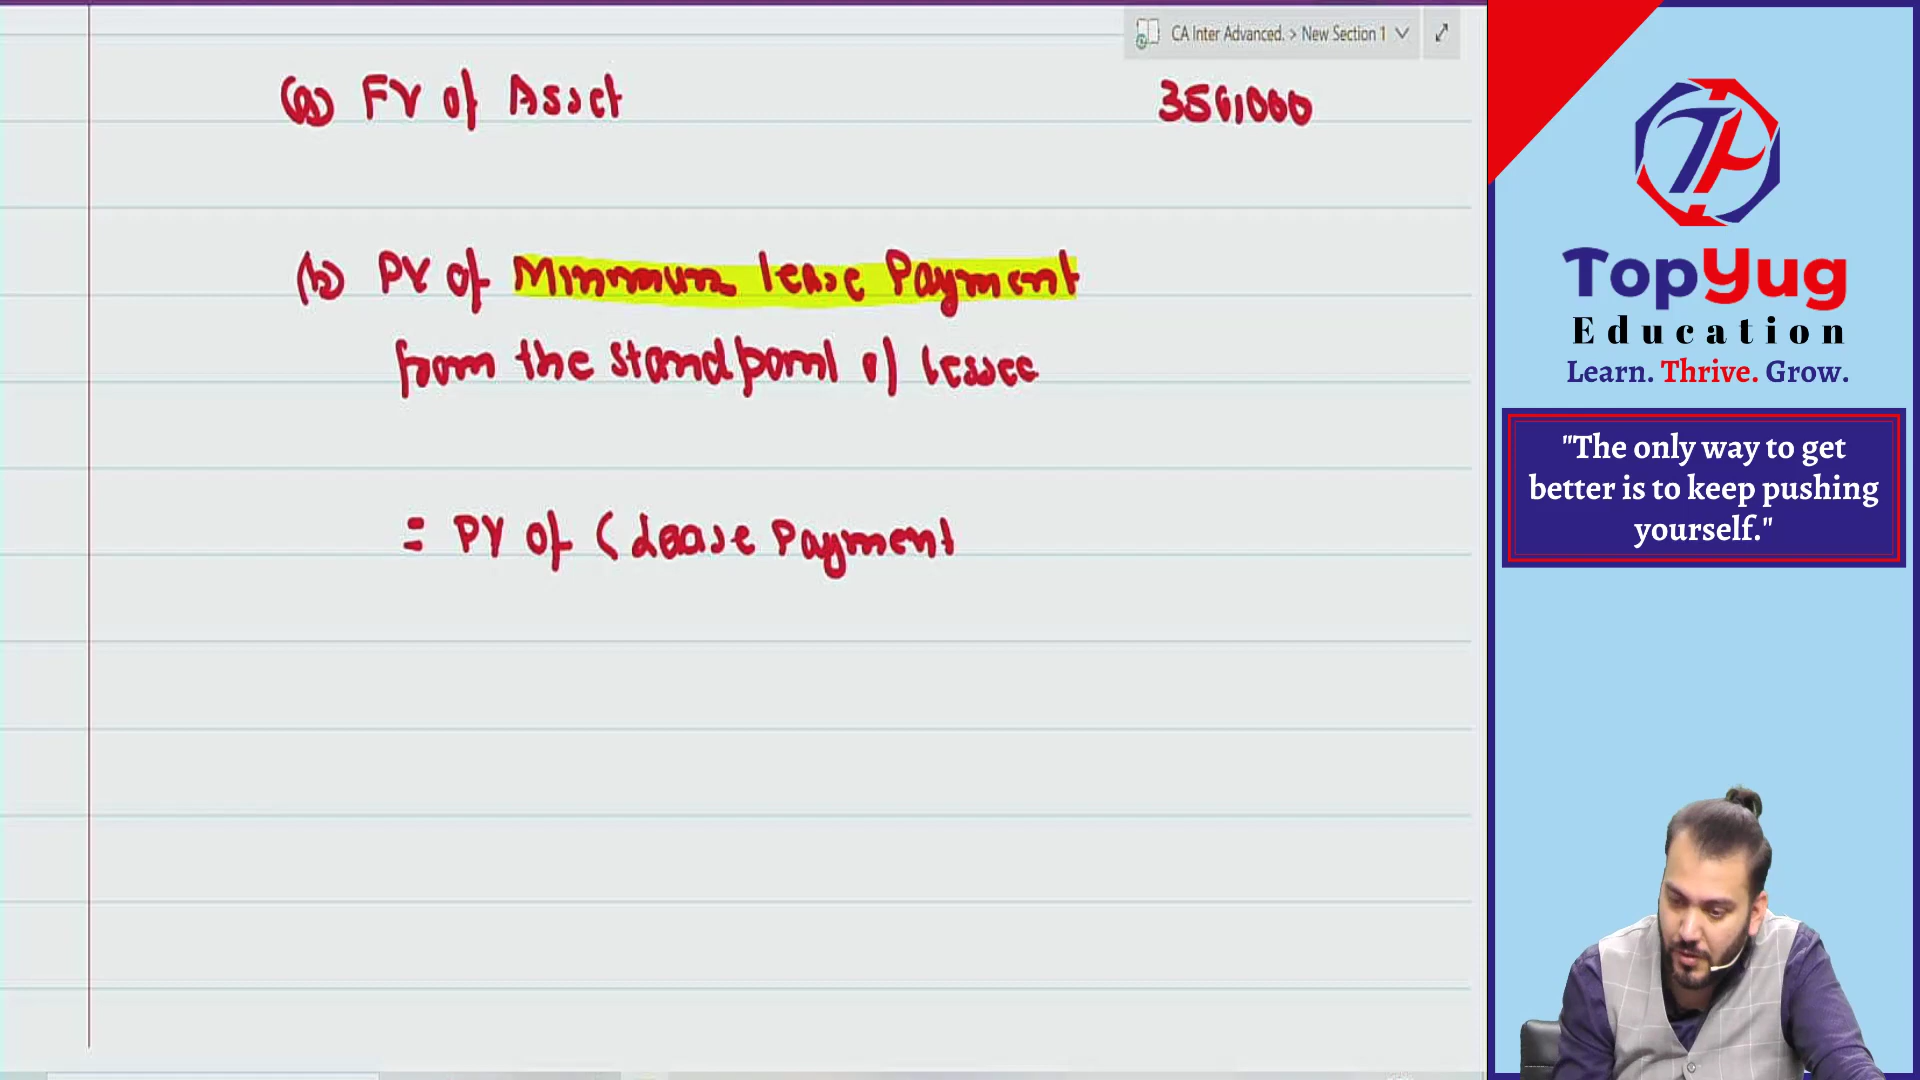 CA Inter Advanced. > New Section 1
(a) FV of Asset 350,000
(b) PV of Minimum lease Payment
from the standpoint of lessee
= PV of (Lease Payment
TopYug
Education
Learn. Thrive. Grow.
"The only way to get
better is to keep pushing
yourself."